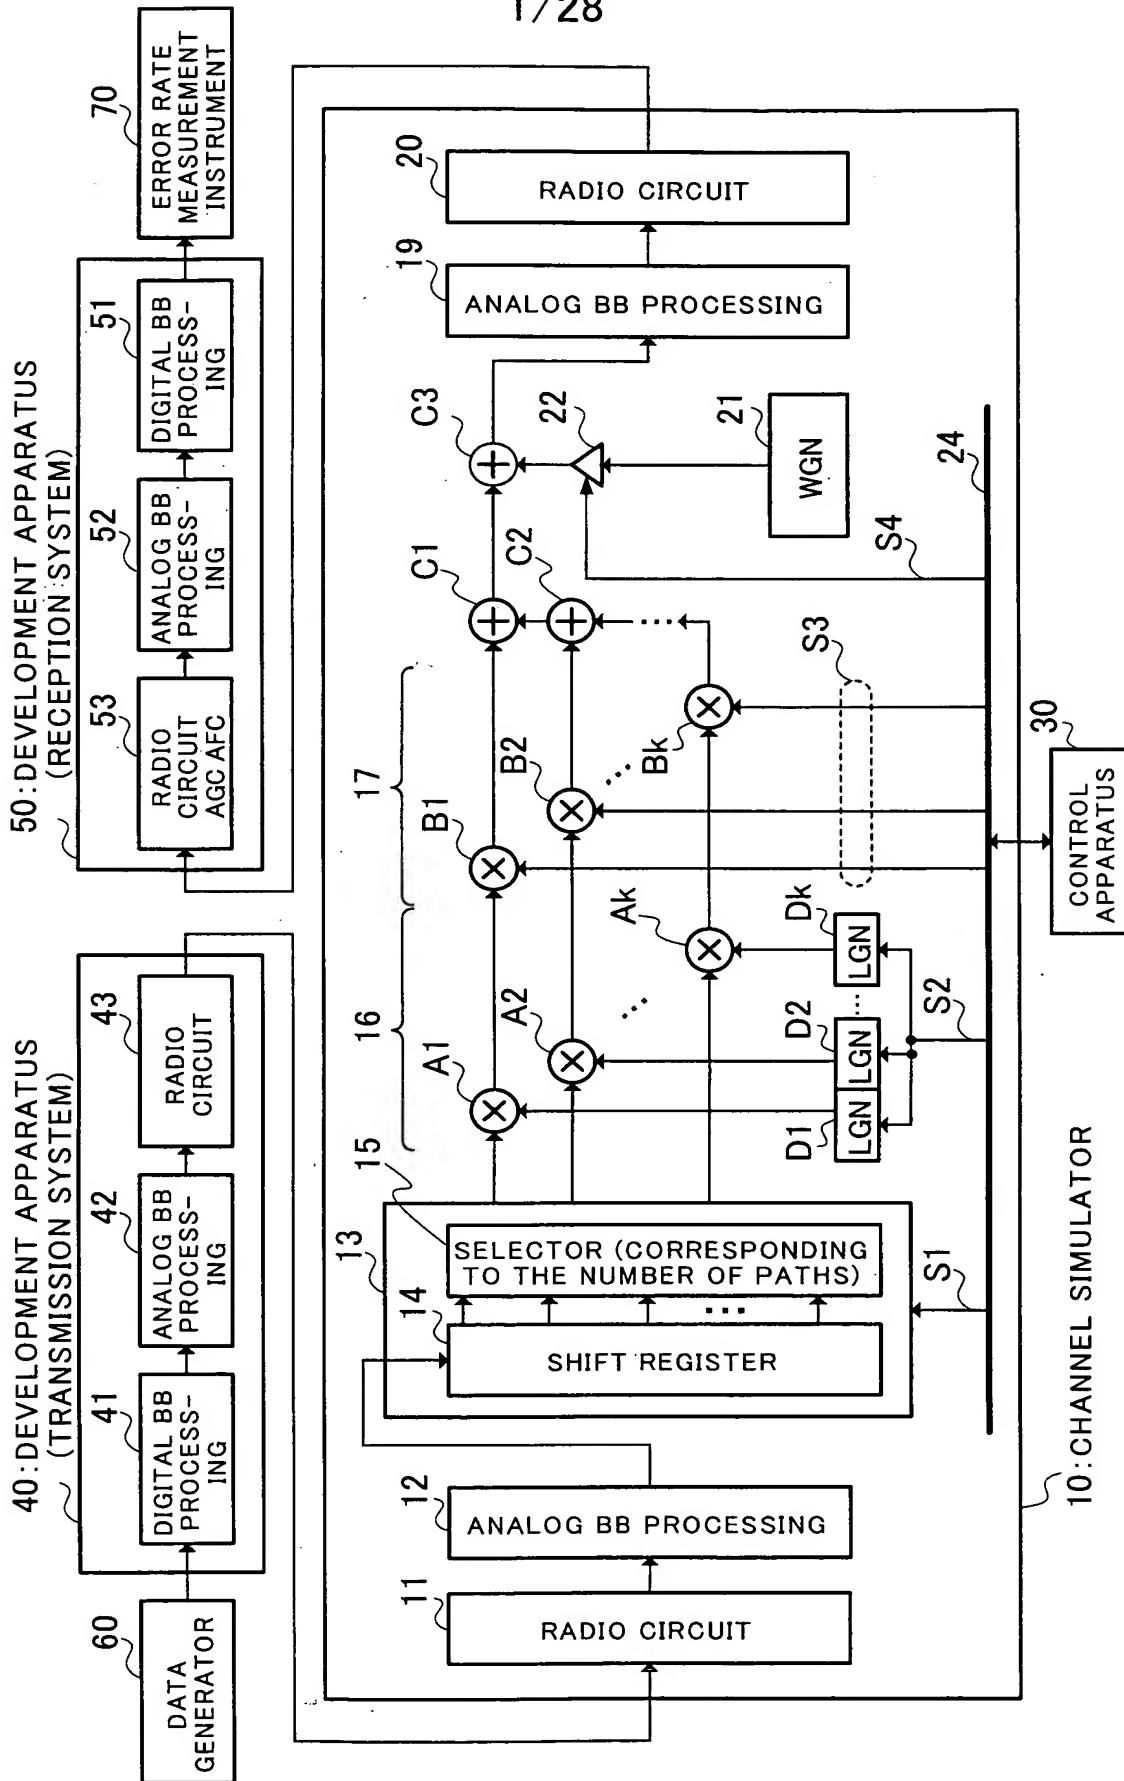 1/28
40:DEVELOPMENT APPARATUS
(TRANSMISSION SYSTEM)
50:DEVELOPMENT APPARATUS
(RECEPTION SYSTEM)
60
DATA
GENERATOR
41
DIGITAL BB
PROCESS-
ING
42
ANALOG BB
PROCESS-
ING
43
RADIO
CIRCUIT
53
RADIO
CIRCUIT
AGC AFC
52
ANALOG BB
PROCESS-
ING
51
DIGITAL BB
PROCESS-
ING
70
ERROR RATE
MEASUREMENT
INSTRUMENT
11
RADIO CIRCUIT
12
ANALOG BB PROCESSING
13
14
SHIFT REGISTER
15
SELECTOR (CORRESPONDING
TO THE NUMBER OF PATHS)
16
17
A1
A2
Ak
B1
B2
Bk
C1
C2
C3
22
21
WGN
19
ANALOG BB PROCESSING
20
RADIO CIRCUIT
D1
LGN
D2
LGN
Dk
LGN
S1
S2
S3
S4
24
30
CONTROL
APPARATUS
10:CHANNEL SIMULATOR